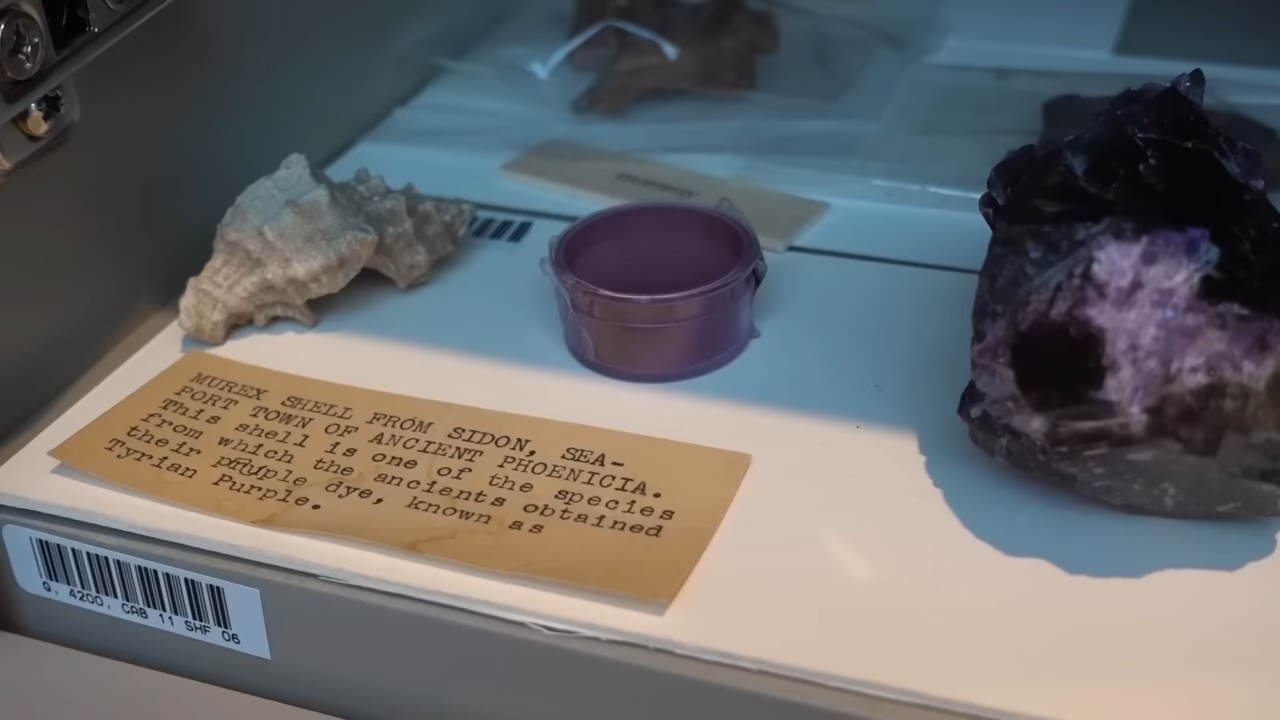 MUREX SHELL FROM SIDON, SEA-
PORT TOWN OF ANCIENT PHOENICIA.
This shell is one of the species
from which the ancients obtained
their purple dye, known as
Tyrian Purple.
G, 4200, CAB 11 SHF 06